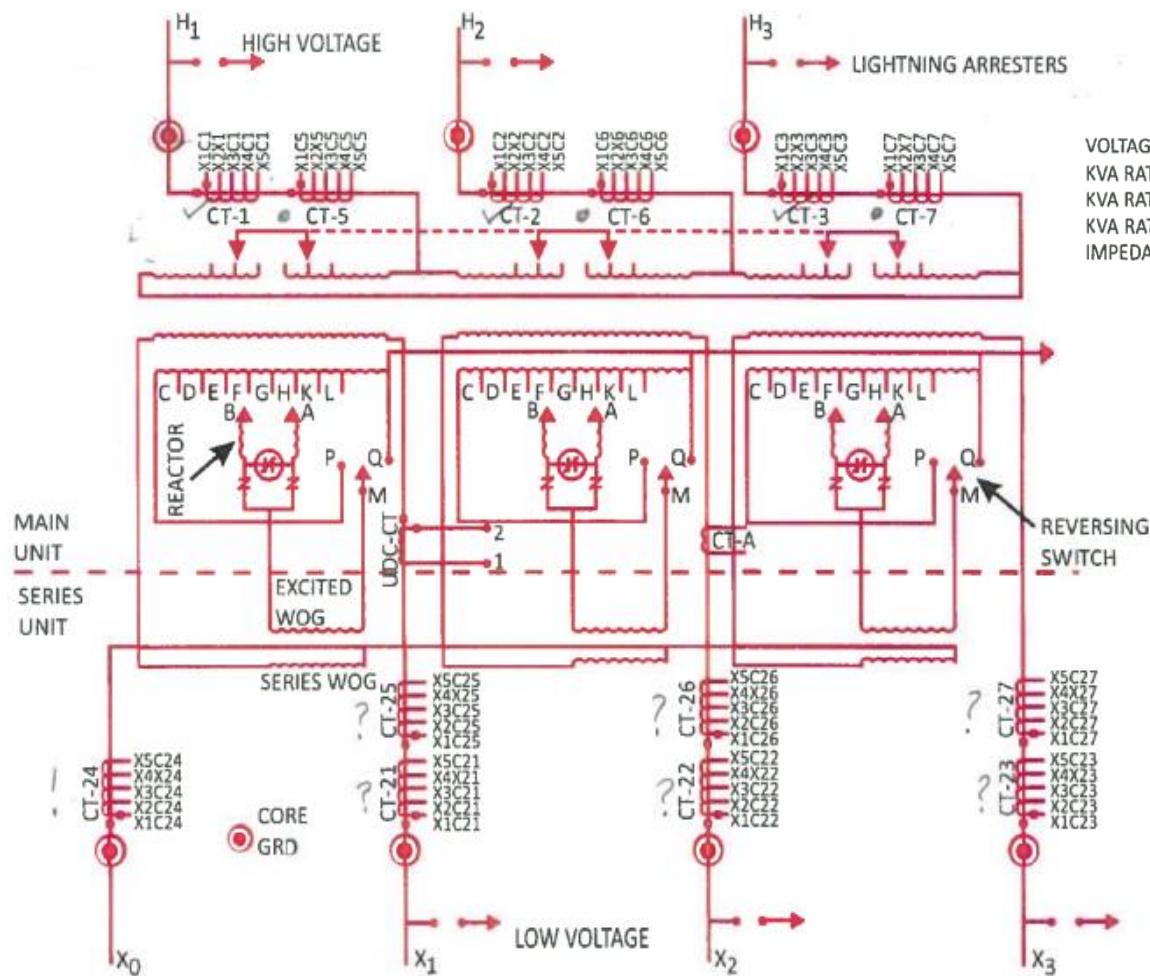 H1
HIGH VOLTAGE
H2
H3
LIGHTNING ARRESTERS
X1C1
X2X1
X3C1
X4C1
X5C1
X1C5
X2X5
X3C5
X4C5
X5C5
X1C2
X2X2
X3C2
X4C2
X5C2
X1C6
X2X6
X3C6
X4C6
X5C6
X1C3
X2X3
X3C3
X4C3
X5C3
X1C7
X2X7
X3C7
X4C7
X5C7
VOLTAG
KVA RAT
KVA RAT
KVA RAT
IMPEDA
CT-1
CT-5
CT-2
CT-6
CT-3
CT-7
C D E F G H K L
C D E F G H K L
C D E F G H K L
B A
B A
B A
REACTOR
P Q
P Q
P Q
M
M
M
MAIN
UNIT
UDC-CT
2
1
CT-A
REVERSING
SWITCH
SERIES
UNIT
EXCITED
WOG
SERIES WOG
? CT-25
X5C25
X4X25
X3C25
X2C25
X1C25
? CT-26
X5C26
X4X26
X3C26
X2C26
X1C26
? CT-27
X5C27
X4X27
X3C27
X2C27
X1C27
! CT-24
X5C24
X4X24
X3C24
X2C24
X1C24
? CT-21
X5C21
X4X21
X3C21
X2C21
X1C21
? CT-22
X5C22
X4X22
X3C22
X2C22
X1C22
? CT-23
X5C23
X4X23
X3C23
X2C23
X1C23
CORE
GRD
LOW VOLTAGE
X0
X1
X2
X3